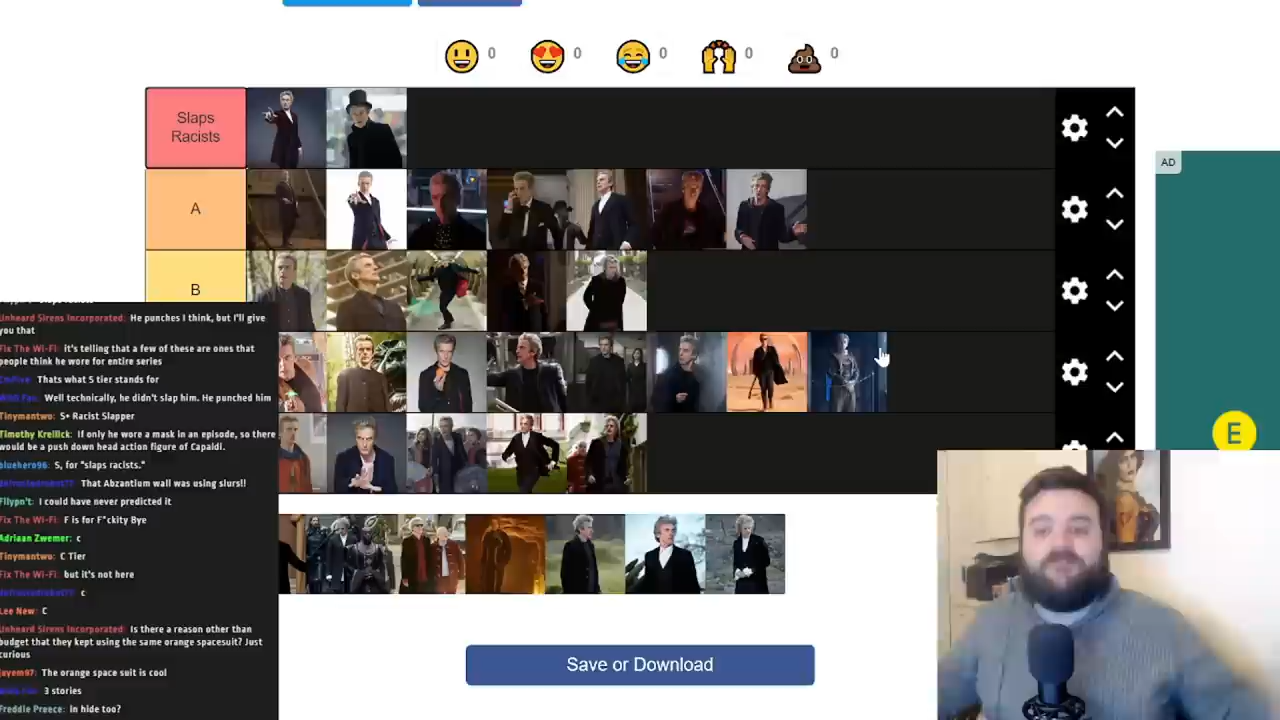 0
0
0
0
0
Slaps
Racists
A
B
AD
E
Unheard Sirens Incorporated: He punches I think, but I'll give
you that
Fix The Wi-Fi: it's telling that a few of these are ones that
people think he wore for entire series
Thats what S tier stands for
Well technically, he didn't slap him. He punched him
Tinymantwo: S+ Racist Slapper
Timothy Krellick: If only he wore a mask in an episode, so there
would be a push down head action figure of Capaldi.
bluehero96: S, for "slaps racists."
That Abzantium wall was using slurs!!
Filypn't: I could have never predicted it
Fix The Wi-Fi: F is for F*ckity Bye
Adriaan Zwemer: c
Tinymantwo: C Tier
Fix The Wi-Fi: but it's not here
c
Lee New: C
Unheard Sirens Incorporated: Is there a reason other than
budget that they kept using the same orange spacesuit? Just
curious
jayem97: The orange space suit is cool
3 stories
Freddie Preece: in hide too?
Save or Download